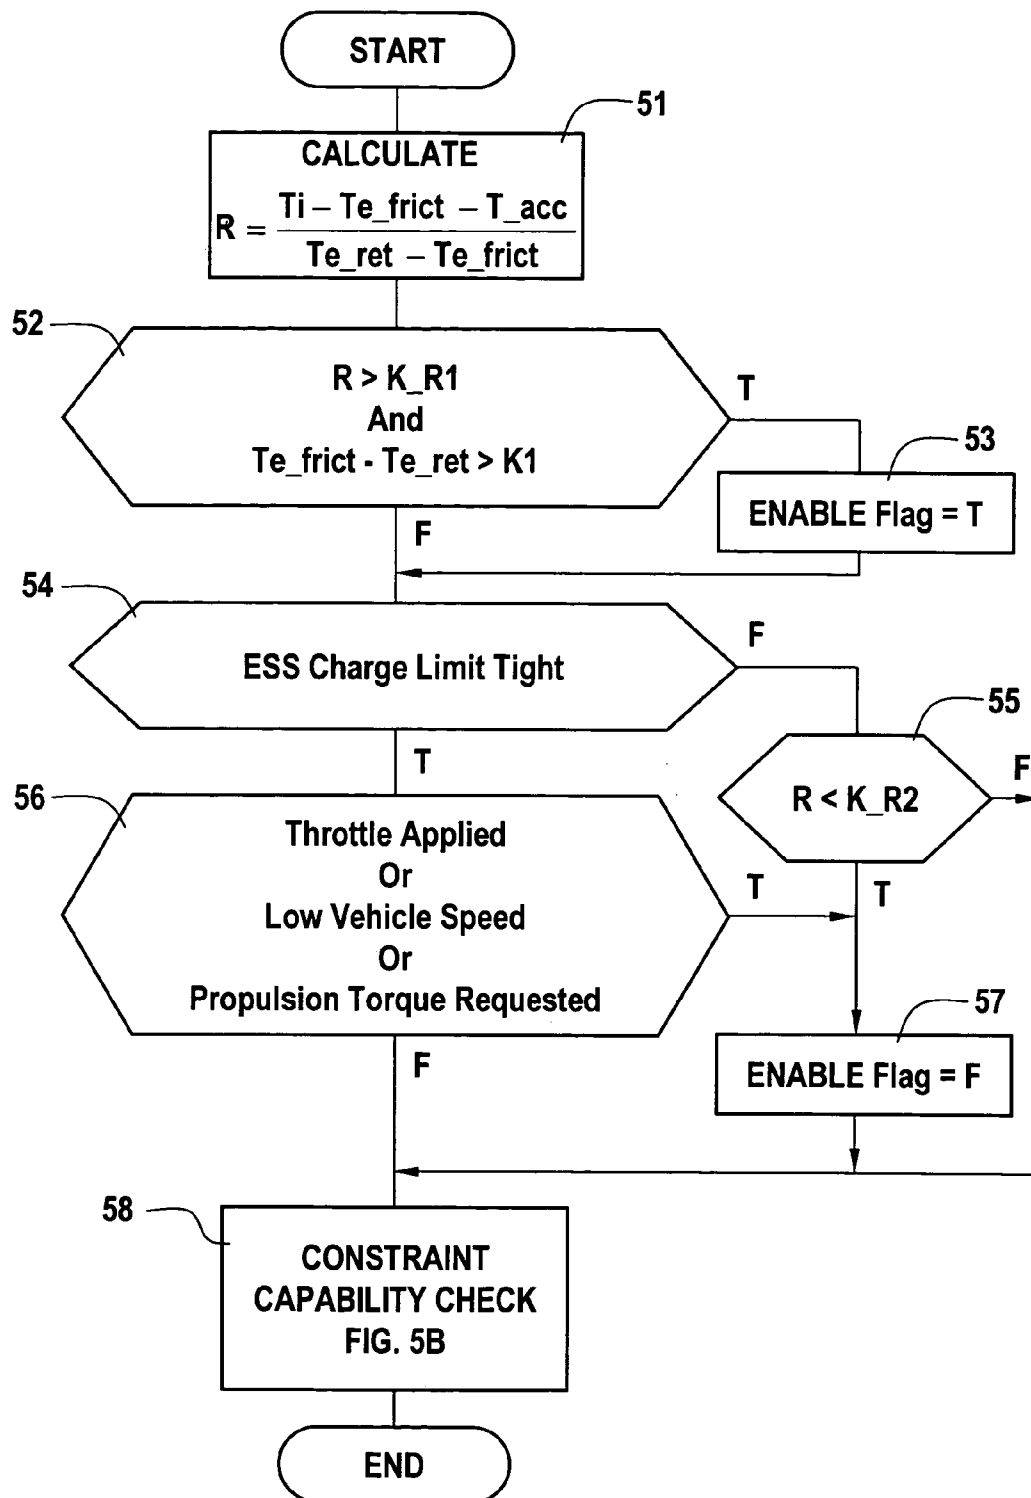 START
51
CALCULATE
R = Ti – Te_frict – T_acc
Te_ret – Te_frict
52
R > K_R1
And
Te_frict - Te_ret > K1
T
53
ENABLE Flag = T
F
54
ESS Charge Limit Tight
F
55
T
R < K_R2
F
56
Throttle Applied
Or
Low Vehicle Speed
Or
Propulsion Torque Requested
T
T
57
ENABLE Flag = F
F
58
CONSTRAINT
CAPABILITY CHECK
FIG. 5B
END